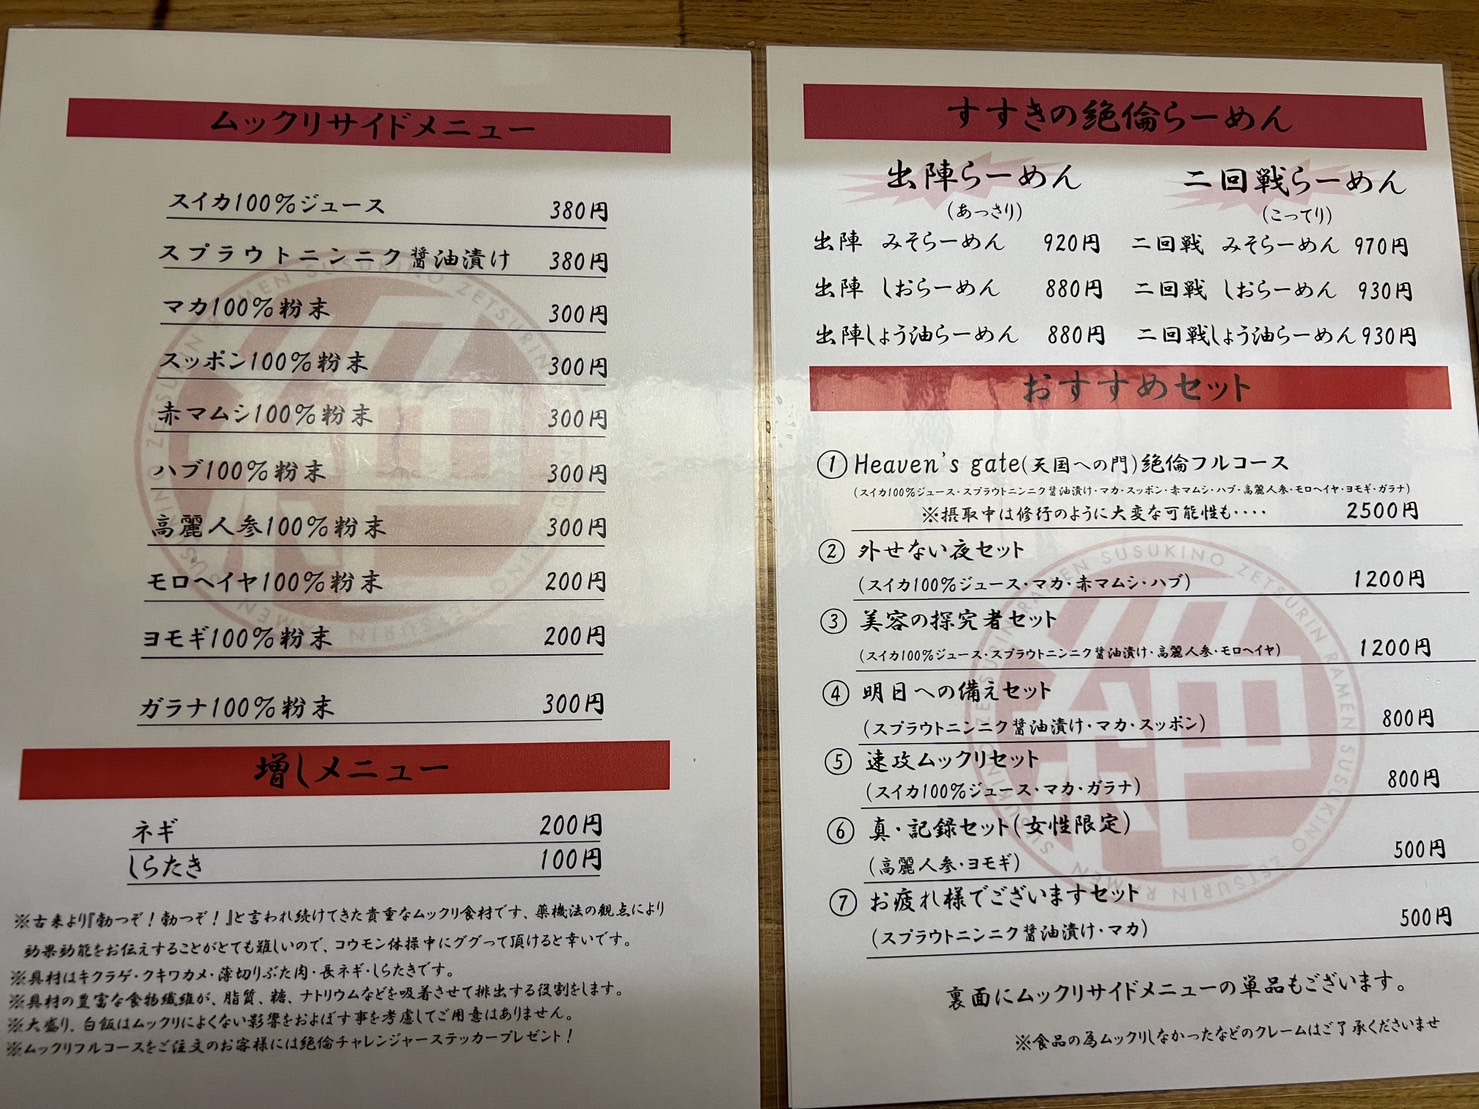 ムックリサイドメニュー
スイカ100%ジュース 380円
スプラウトニンニク醤油漬け 380円
マカ100%粉末 300円
スッポン100%粉末 300円
赤マムシ100%粉末 300円
ハブ100%粉末 300円
高麗人参100%粉末 300円
モロヘイヤ100%粉末 200円
ヨモギ100%粉末 200円
ガラナ100%粉末 300円
増しメニュー
ネギ 200円
しらたき 100円
※古来より『勃つぞ！勃つぞ！』と言われ続けてきた貴重なムックリ食材です、薬機法の観点により
効果効能をお伝えすることがとても難しいので、コウモン体操中にググって頂けると幸いです。
※具材はキクラゲ・クキワカメ・薄切りぶた肉・長ネギ・しらたきです。
※具材の豊富な食物繊維が、脂質、糖、ナトリウムなどを吸着させて排出する役割をします。
※大盛り、白飯はムックリによくない影響をおよぼす事を考慮してご用意はありません。
※ムックリフルコースをご注文のお客様には絶倫チャレンジャーステッカープレゼント！
すすきの絶倫らーめん
出陣らーめん 二回戦らーめん
(あっさり) (こってり)
出陣 みそらーめん 920円 二回戦 みそらーめん 970円
出陣 しおらーめん 880円 二回戦 しおらーめん 930円
出陣しょう油らーめん 880円 二回戦しょう油らーめん 930円
おすすめセット
① Heaven's gate(天国への門)絶倫フルコース
(スイカ100%ジュース・スプラウトニンニク醤油漬け・マカ・スッポン・赤マムシ・ハブ・高麗人参・モロヘイヤ・ヨモギ・ガラナ)
※摂取中は修行のように大変な可能性も‥‥ 2500円
② 外せない夜セット
(スイカ100%ジュース・マカ・赤マムシ・ハブ) 1200円
③ 美容の探究者セット
(スイカ100%ジュース・スプラウトニンニク醤油漬け・高麗人参・モロヘイヤ) 1200円
④ 明日への備えセット
(スプラウトニンニク醤油漬け・マカ・スッポン) 800円
⑤ 速攻ムックリセット
(スイカ100%ジュース・マカ・ガラナ) 800円
⑥ 真・記録セット(女性限定)
(高麗人参・ヨモギ) 500円
⑦ お疲れ様でございますセット
(スプラウトニンニク醤油漬け・マカ) 500円
裏面にムックリサイドメニューの単品もございます。
※食品の為ムックリしなかったなどのクレームはご了承くださいませ
絶
SUSUKINO ZETSURIN RAMEN
絶
SUSUKINO ZETSURIN RAMEN